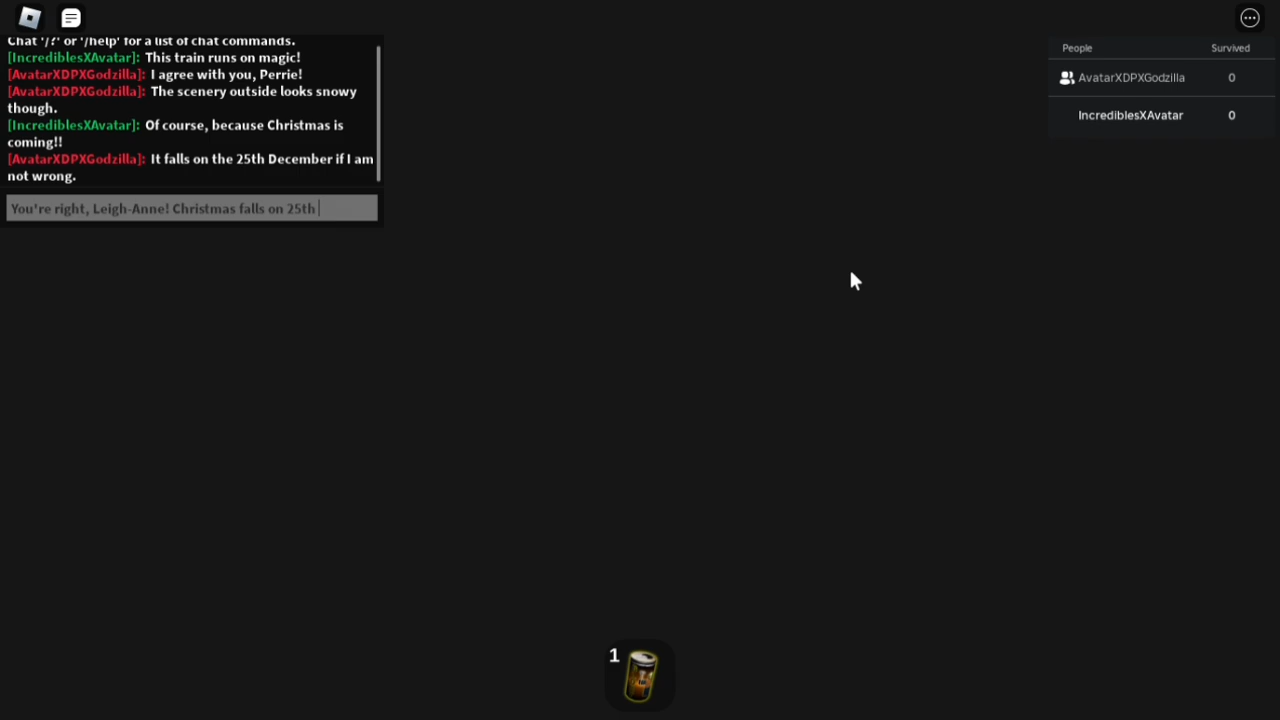 Chat '/?' or '/help' for a list of chat commands.
[IncrediblesXAvatar]: This train runs on magic!
[AvatarXDPXGodzilla]: I agree with you, Perrie!
[AvatarXDPXGodzilla]: The scenery outside looks snowy
though.
[IncrediblesXAvatar]: Of course, because Christmas is
coming!!
[AvatarXDPXGodzilla]: It falls on the 25th December if I am
not wrong.
You're right, Leigh-Anne! Christmas falls on 25th
People Survived
AvatarXDPXGodzilla 0
IncrediblesXAvatar 0
1